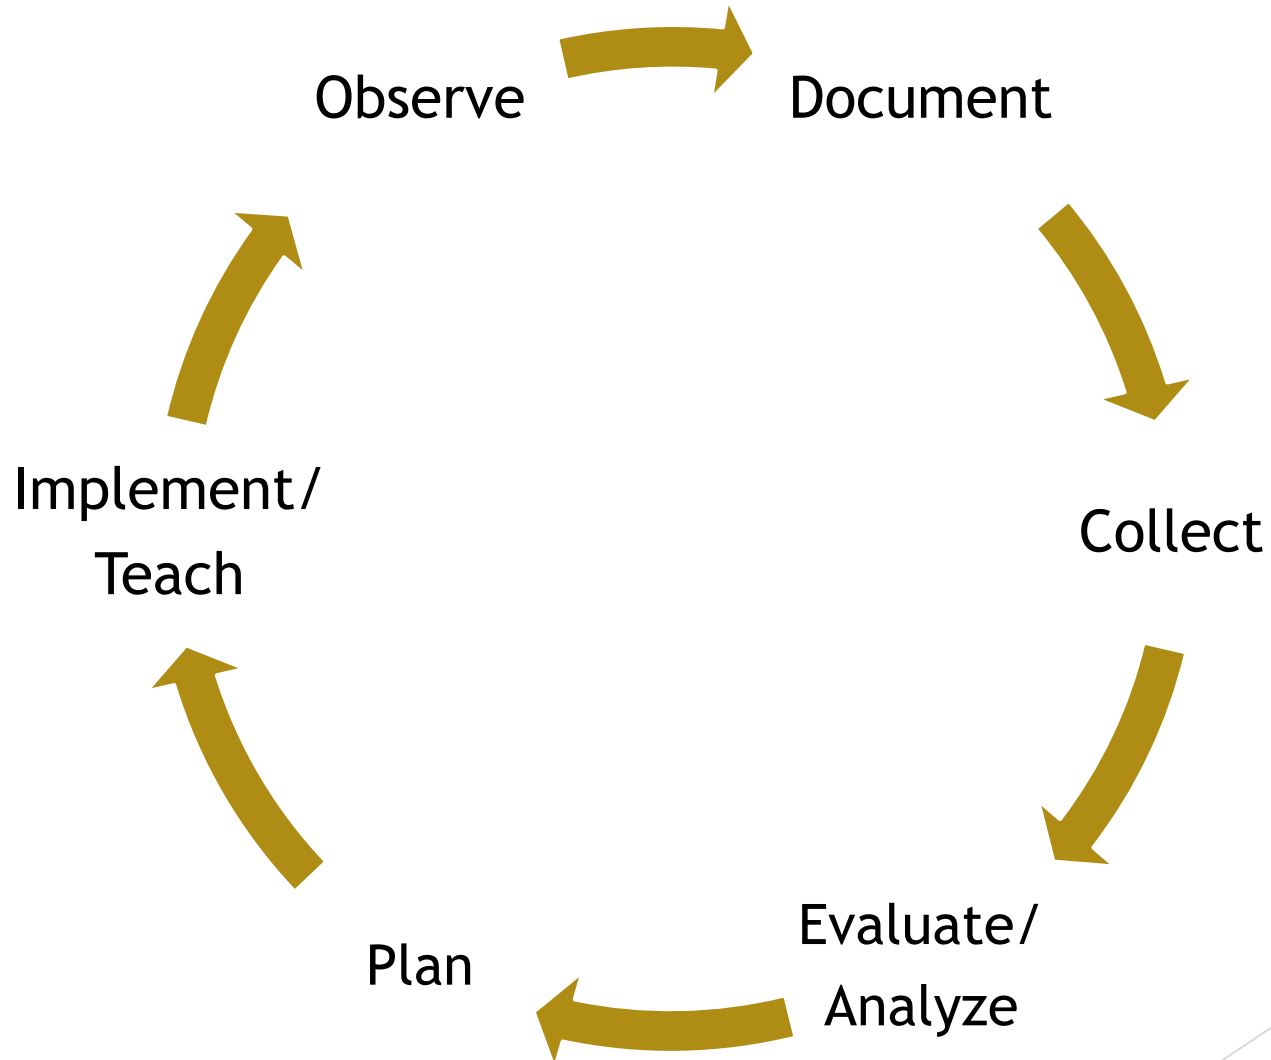 Observe
Document
Collect
Evaluate/
Analyze
Plan
Implement/
Teach